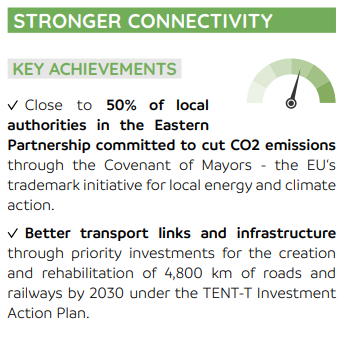 STRONGER CONNECTIVITY
KEY ACHIEVEMENTS
✓ Close to 50% of local
authorities in the Eastern
Partnership committed to cut CO2 emissions
through the Covenant of Mayors - the EU's
trademark initiative for local energy and climate
action.
✓ Better transport links and infrastructure
through priority investments for the creation
and rehabilitation of 4,800 km of roads and
railways by 2030 under the TENT-T Investment
Action Plan.